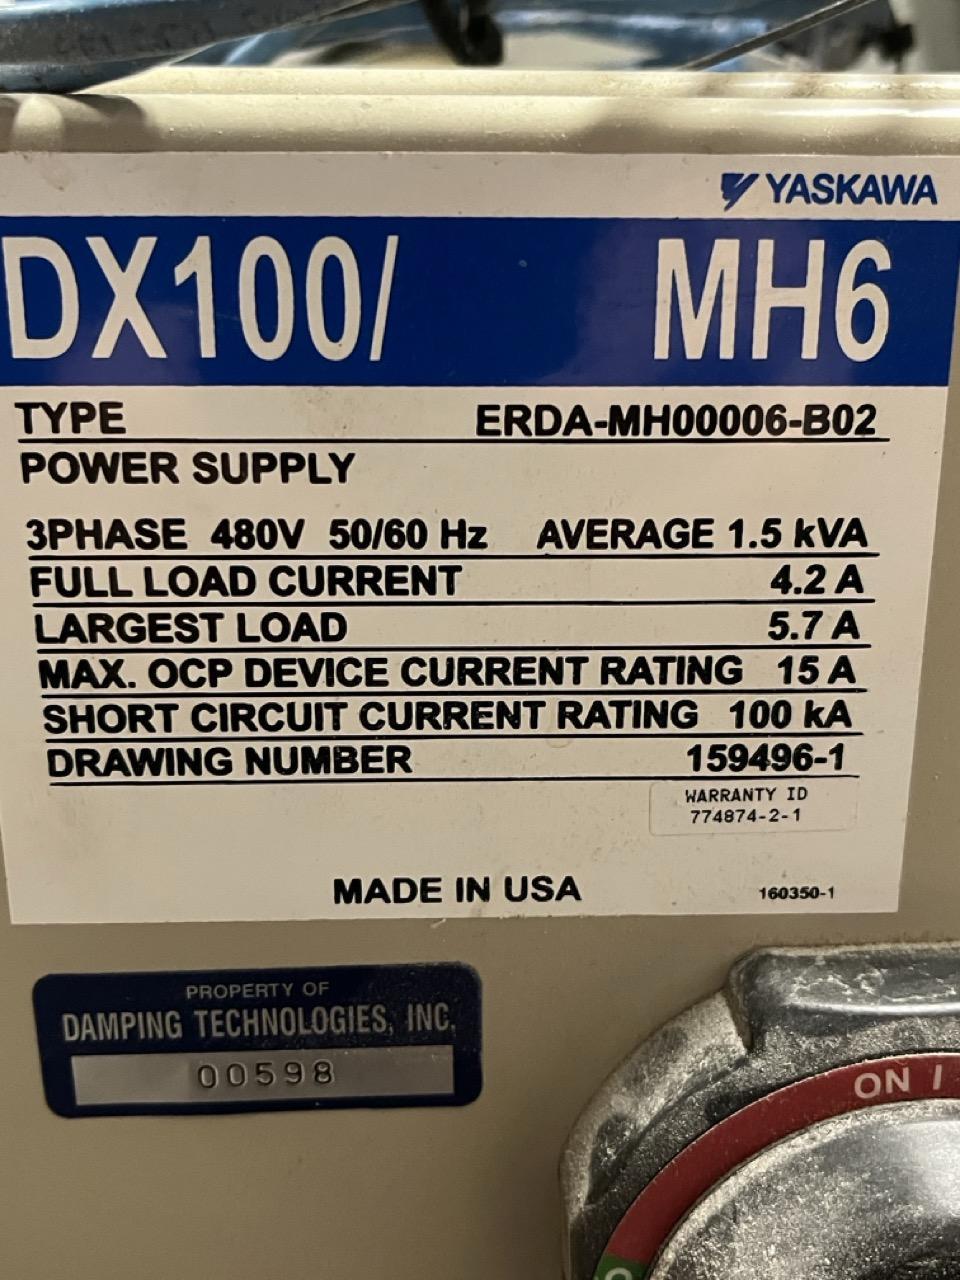 YASKAWA
DX100/ MH6
TYPE ERDA-MH00006-B02
POWER SUPPLY
3PHASE 480V 50/60 Hz AVERAGE 1.5 kVA
FULL LOAD CURRENT 4.2 A
LARGEST LOAD 5.7 A
MAX. OCP DEVICE CURRENT RATING 15 A
SHORT CIRCUIT CURRENT RATING 100 kA
DRAWING NUMBER 159496-1
WARRANTY ID
774874-2-1
MADE IN USA 160350-1
PROPERTY OF
DAMPING TECHNOLOGIES, INC.
00598
ON I